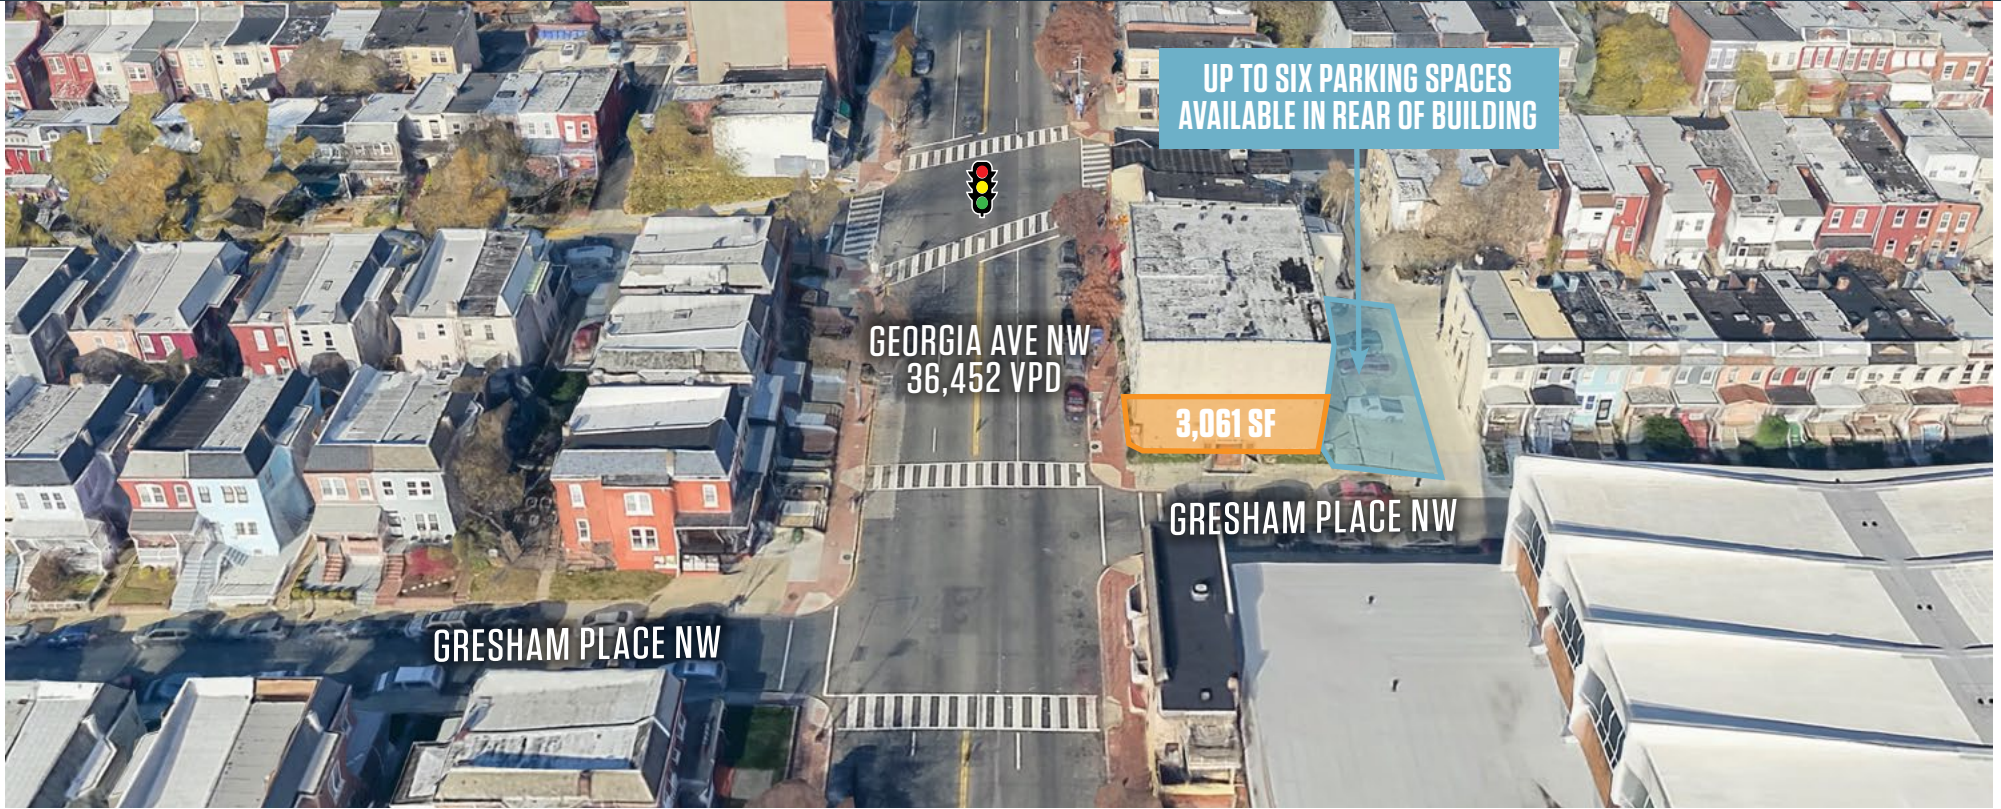 UP TO SIX PARKING SPACES
AVAILABLE IN REAR OF BUILDING
GEORGIA AVE NW
36,452 VPD
3,061 SF
GRESHAM PLACE NW
GRESHAM PLACE NW